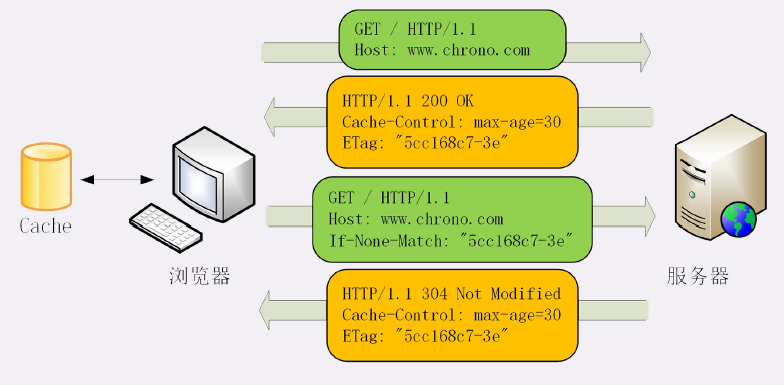 GET / HTTP/1.1
Host: www.chrono.com
HTTP/1.1 200 OK
Cache-Control: max-age=30
ETag: "5cc168c7-3e"
Cache
GET / HTTP/1.1
Host: www.chrono.com
If-None-Match: "5cc168c7-3e"
浏览器
服务器
HTTP/1.1 304 Not Modified
Cache-Control: max-age=30
ETag: "5cc168c7-3e"